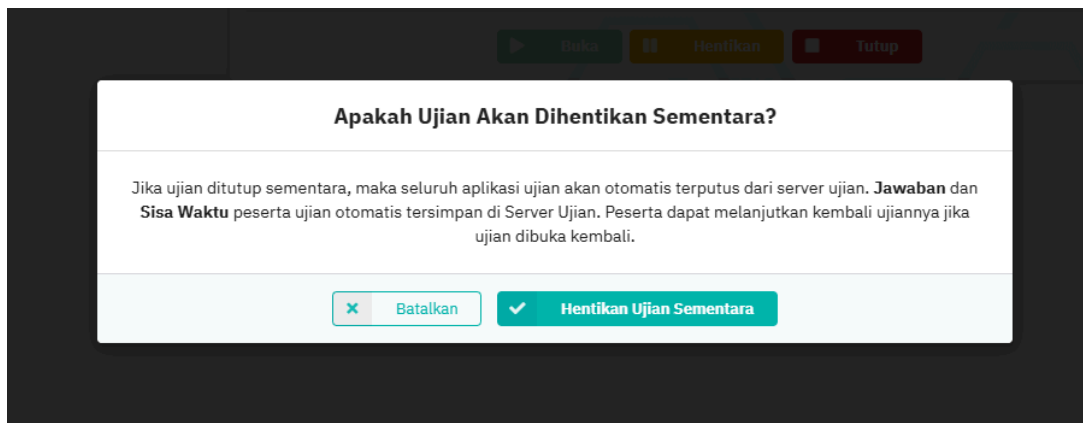 Buka Hentikan Tutup
Apakah Ujian Akan Dihentikan Sementara?
Jika ujian ditutup sementara, maka seluruh aplikasi ujian akan otomatis terputus dari server ujian. Jawaban dan
Sisa Waktu peserta ujian otomatis tersimpan di Server Ujian. Peserta dapat melanjutkan kembali ujiannya jika
ujian dibuka kembali.
Batalkan Hentikan Ujian Sementara